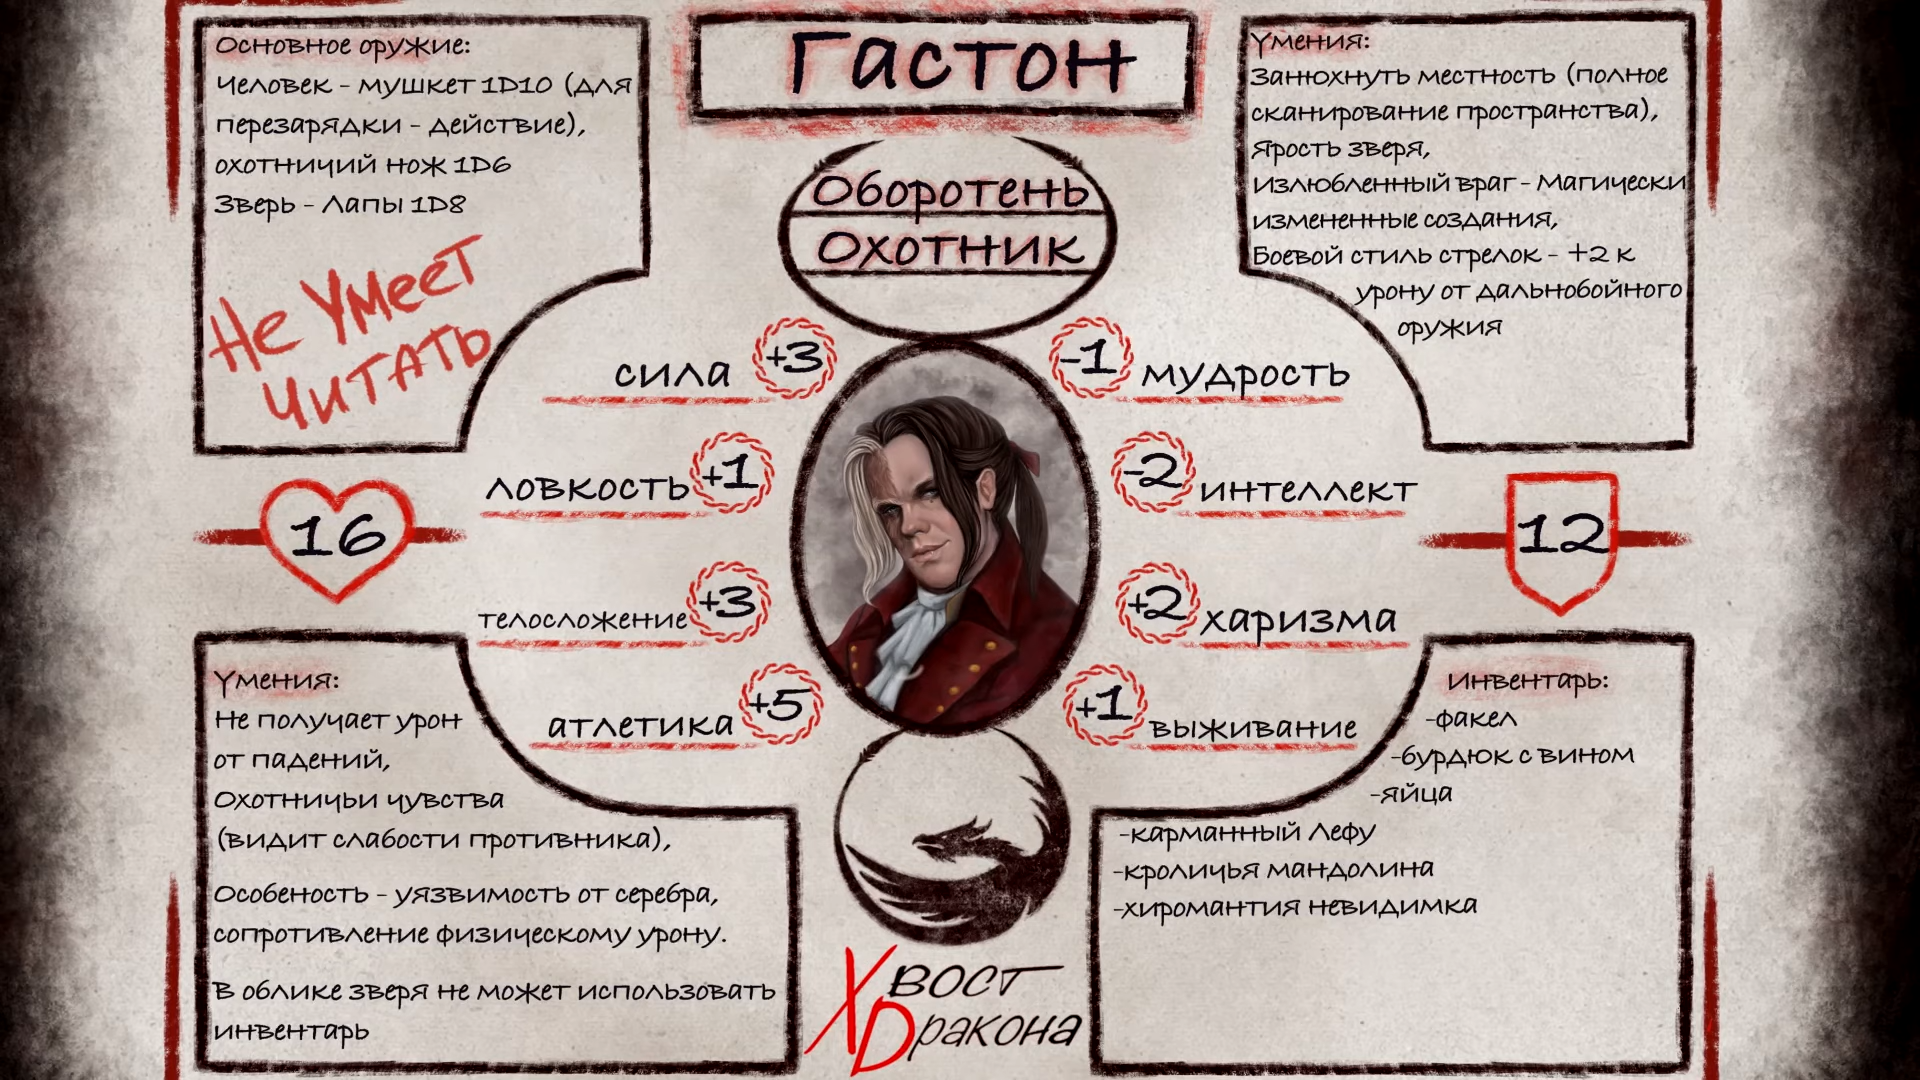 Гастон
Оборотень
Охотник
Основное оружие:
Человек - мушкет 1D10 (для
перезарядки - действие),
охотничий нож 1D6
Зверь - Лапы 1D8
Не Умеет
Читать
Умения:
Занюхнуть местность (полное
сканирование пространства),
Ярость зверя,
Излюбленный враг - Магически
измененные создания,
Боевой стиль стрелок - +2 к
урону от дальнобойного
оружия
сила +3
-1 мудрость
ловкость +1
-2 интеллект
16
12
телосложение +3
+2 харизма
атлетика +5
+1 выживание
Умения:
Не получает урон
от падений,
Охотничьи чувства
(видит слабости противника),
Особеность - уязвимость от серебра,
сопротивление физическому урону.
В облике зверя не может использовать
инвентарь
Инвентарь:
-факел
-бурдюк с вином
-яйца
-карманный Лефу
-кроличья мандолина
-хиромантия невидимка
Хвост
Dракона